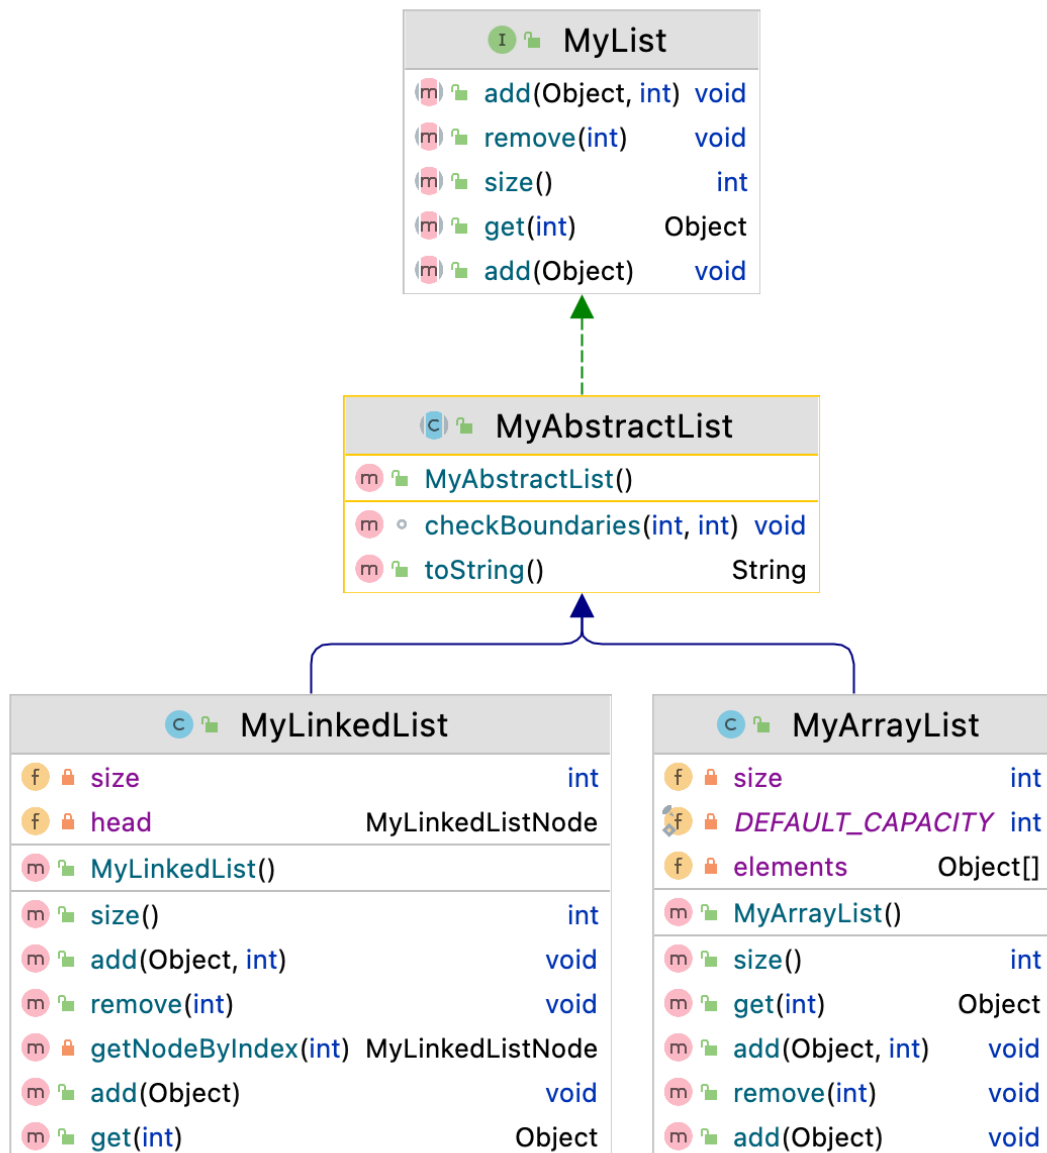 I MyList
m add(Object, int) void
m remove(int) void
m size() int
m get(int) Object
m add(Object) void
C MyAbstractList
m MyAbstractList()
m checkBoundaries(int, int) void
m toString() String
C MyLinkedList
f size int
f head MyLinkedListNode
m MyLinkedList()
m size() int
m add(Object, int) void
m remove(int) void
m getNodeByIndex(int) MyLinkedListNode
m add(Object) void
m get(int) Object
C MyArrayList
f size int
f DEFAULT_CAPACITY int
f elements Object[]
m MyArrayList()
m size() int
m get(int) Object
m add(Object, int) void
m remove(int) void
m add(Object) void